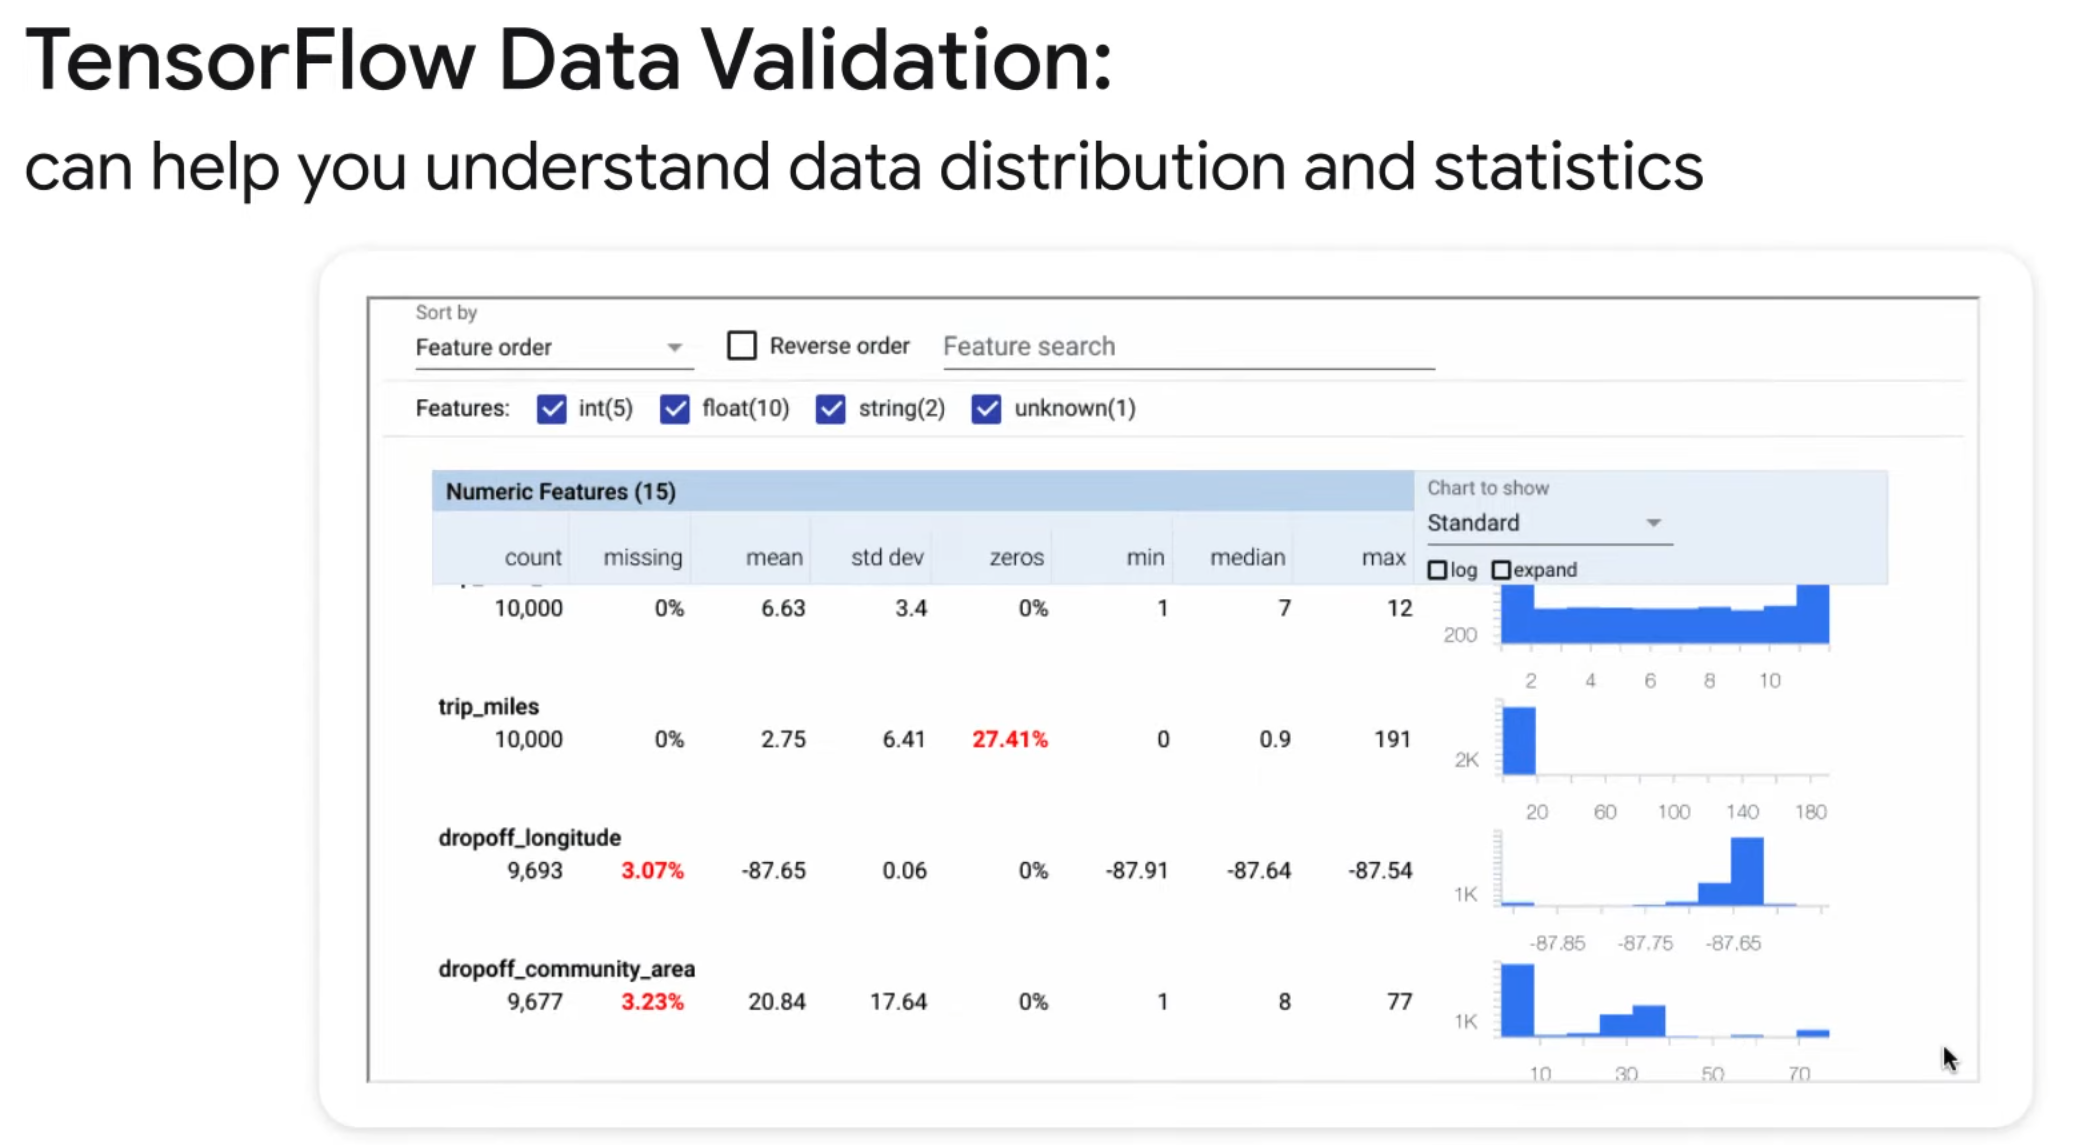 TensorFlow Data Validation:
can help you understand data distribution and statistics
Sort by
Feature order Reverse order Feature search
Features: int(5) float(10) string(2) unknown(1)
Numeric Features (15) Chart to show
Standard
count missing mean std dev zeros min median max
log expand
10,000 0% 6.63 3.4 0% 1 7 12
200
2 4 6 8 10
trip_miles
10,000 0% 2.75 6.41 27.41% 0 0.9 191
2K
20 60 100 140 180
dropoff_longitude
9,693 3.07% -87.65 0.06 0% -87.91 -87.64 -87.54
1K
-87.85 -87.75 -87.65
dropoff_community_area
9,677 3.23% 20.84 17.64 0% 1 8 77
1K
10 30 50 70